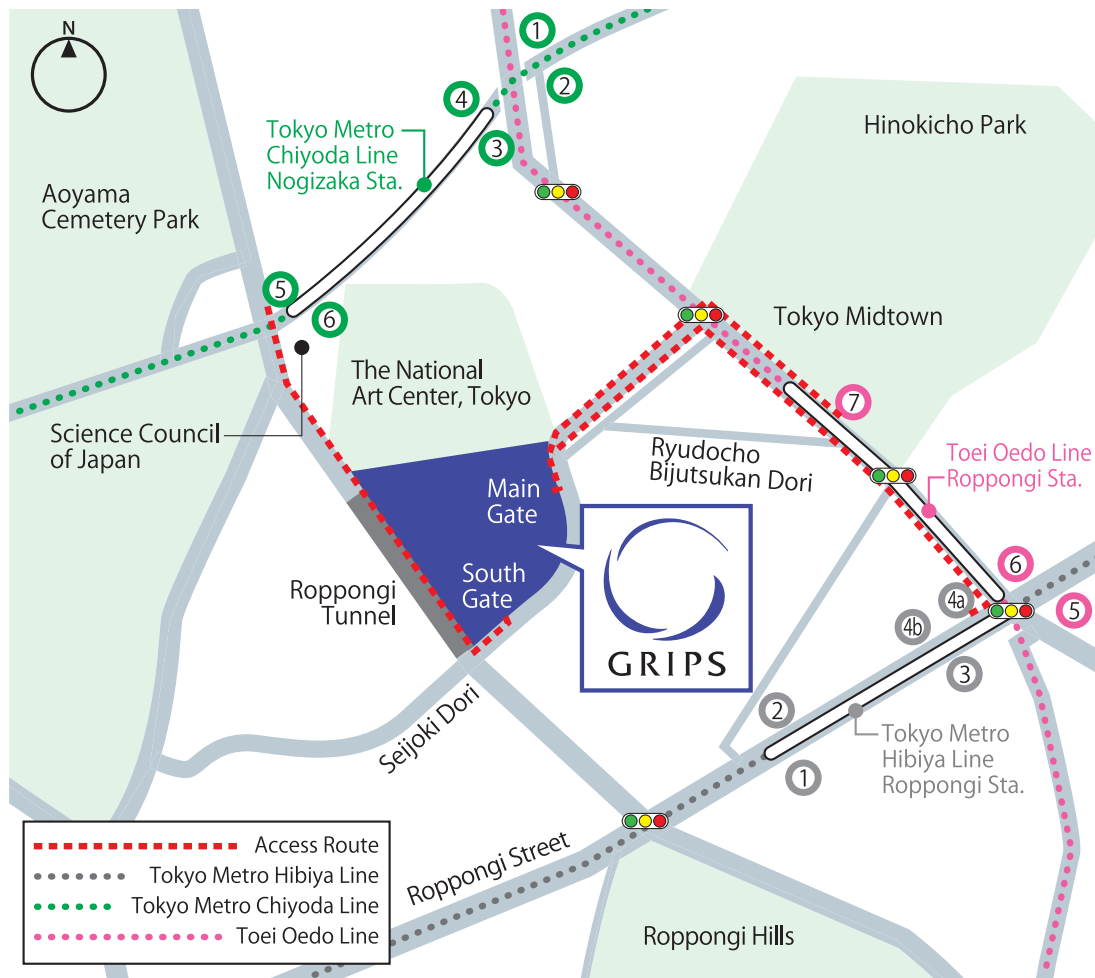 N
1
2
4
3
Tokyo Metro
Chiyoda Line
Nogizaka Sta.
Hinokicho Park
Aoyama
Cemetery Park
5
6
Tokyo Midtown
The National
Art Center, Tokyo
7
Science Council
of Japan
Ryudocho
Bijutsukan Dori
Toei Oedo Line
Roppongi Sta.
Main
Gate
South
Gate
Roppongi
Tunnel
GRIPS
6
5
4a
4b
3
2
1
Seijoki Dori
Tokyo Metro
Hibiya Line
Roppongi Sta.
Roppongi Street
Roppongi Hills
Access Route
Tokyo Metro Hibiya Line
Tokyo Metro Chiyoda Line
Toei Oedo Line